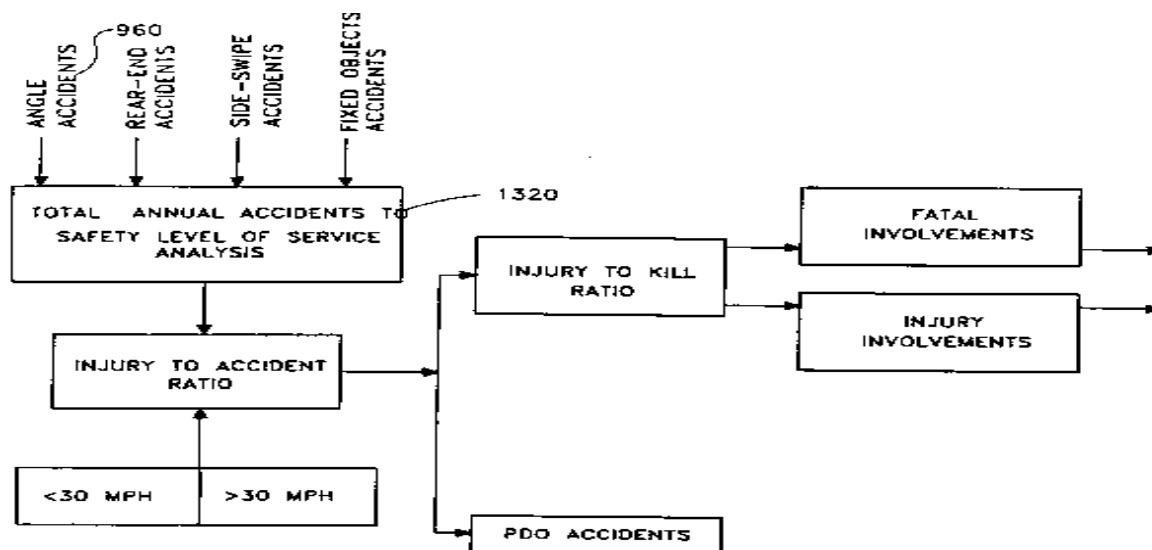 960
ANGLE
ACCIDENTS
REAR-END
ACCIDENTS
SIDE-SWIPE
ACCIDENTS
FIXED OBJECTS
ACCIDENTS
TOTAL ANNUAL ACCIDENTS TO
SAFETY LEVEL OF SERVICE
ANALYSIS
1320
INJURY TO ACCIDENT
RATIO
<30 MPH
>30 MPH
INJURY TO KILL
RATIO
FATAL
INVOLVEMENTS
INJURY
INVOLVEMENTS
PDO ACCIDENTS